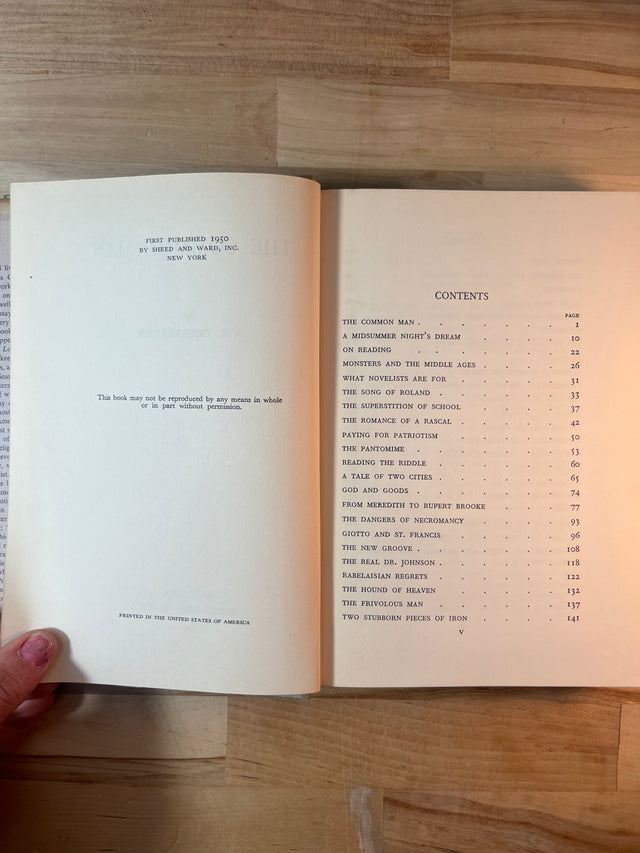 FIRST PUBLISHED 1950
BY SHEED AND WARD, INC.
NEW YORK
This book may not be reproduced by any means in whole
or in part without permission.
PRINTED IN THE UNITED STATES OF AMERICA
CONTENTS
PAGE
THE COMMON MAN . . . . . . 1
A MIDSUMMER NIGHT'S DREAM . . . . 10
ON READING . . . . . . 22
MONSTERS AND THE MIDDLE AGES . . . . 26
WHAT NOVELISTS ARE FOR . . . . 31
THE SONG OF ROLAND . . . . . 33
THE SUPERSTITION OF SCHOOL . . . . 37
THE ROMANCE OF A RASCAL . . . . 42
PAYING FOR PATRIOTISM . . . . 50
THE PANTOMIME . . . . . . 53
READING THE RIDDLE . . . . . 60
A TALE OF TWO CITIES . . . . . 65
GOD AND GOODS . . . . . . 74
FROM MEREDITH TO RUPERT BROOKE . . . 77
THE DANGERS OF NECROMANCY . . . . 93
GIOTTO AND ST. FRANCIS . . . . 96
THE NEW GROOVE . . . . . . 108
THE REAL DR. JOHNSON . . . . . 118
RABELAISIAN REGRETS . . . . . 122
THE HOUND OF HEAVEN . . . . . 132
THE FRIVOLOUS MAN . . . . . 137
TWO STUBBORN PIECES OF IRON . . . . 141
V